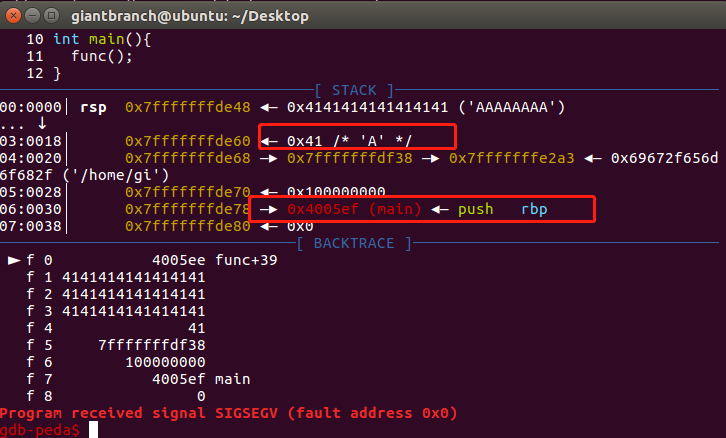 giantbranch@ubuntu: ~/Desktop
10 int main(){
11   func();
12 }
[ STACK ]
00:0000│ rsp  0x7fffffffde48 ◄— 0x4141414141414141 ('AAAAAAAA')
... ↓
03:0018│      0x7fffffffde60 ◄— 0x41 /* 'A' */
04:0020│      0x7fffffffde68 —► 0x7fffffffdf38 —► 0x7fffffffe2a3 ◄— 0x69672f656d
6f682f ('/home/gi')
05:0028│      0x7fffffffde70 ◄— 0x100000000
06:0030│      0x7fffffffde78 —► 0x4005ef (main) ◄— push   rbp
07:0038│      0x7fffffffde80 ◄— 0x0
[ BACKTRACE ]
► f 0           4005ee func+39
f 1 4141414141414141
f 2 4141414141414141
f 3 4141414141414141
f 4               41
f 5     7fffffffdf38
f 6        100000000
f 7           4005ef main
f 8                0
Program received signal SIGSEGV (fault address 0x0)
gdb-peda$